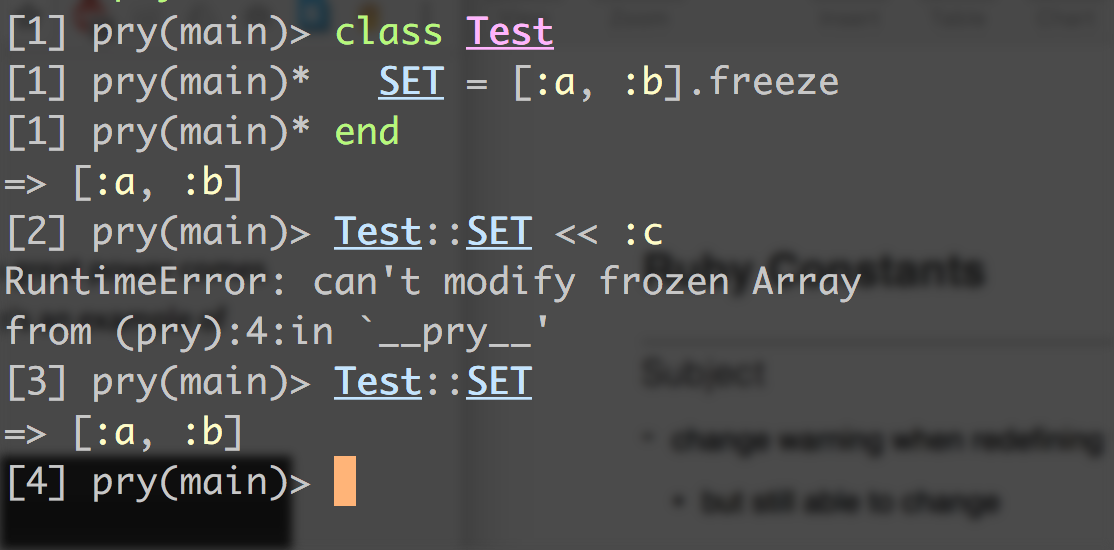 [1] pry(main)> class Test
[1] pry(main)*   SET = [:a, :b].freeze
[1] pry(main)* end
=> [:a, :b]
[2] pry(main)> Test::SET << :c
RuntimeError: can't modify frozen Array
from (pry):4:in `__pry__'
[3] pry(main)> Test::SET
=> [:a, :b]
[4] pry(main)>
Ruby Constants
Subject
change warning when redefining
but still able to change